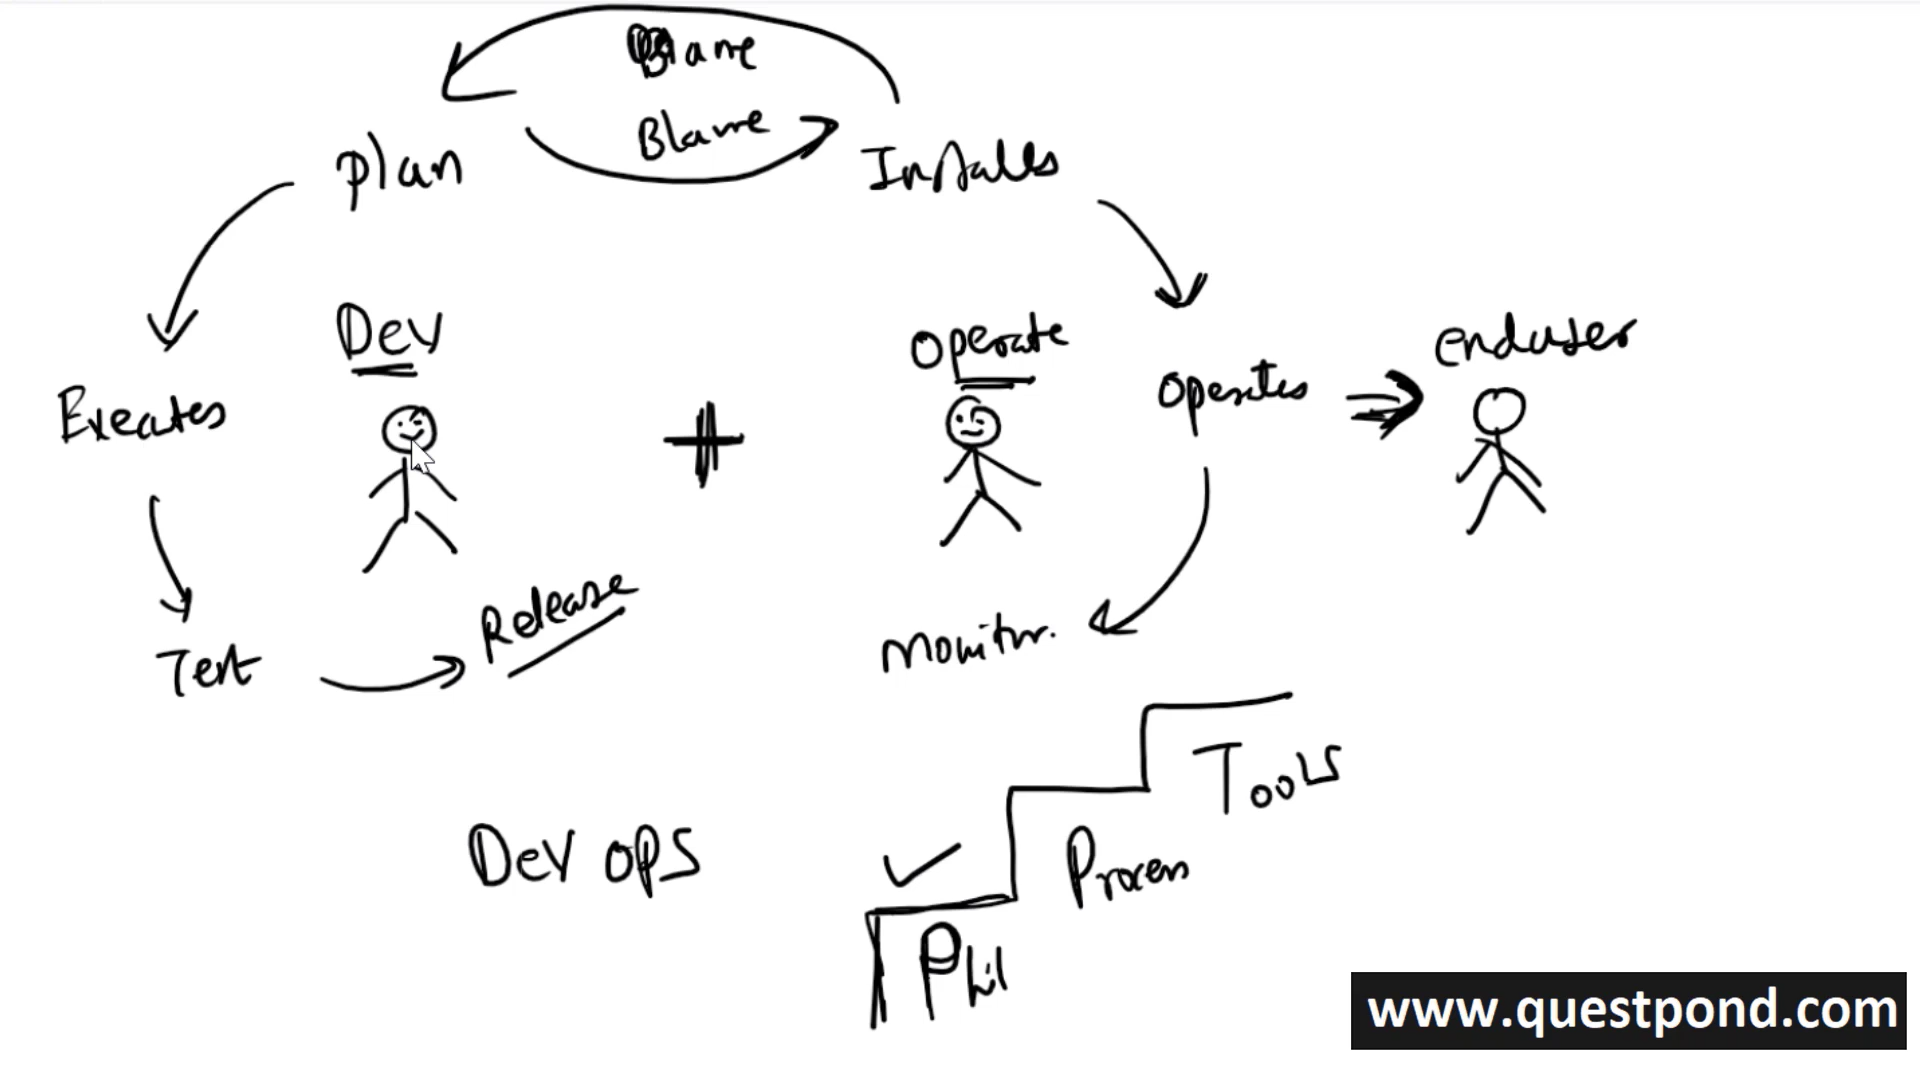 Blame
Blame
Plan
Installs
Dev
Operate
enduser
Executes
Operates
Release
Monitor.
Test
Tools
Dev OPS
Process
Phil
www.questpond.com